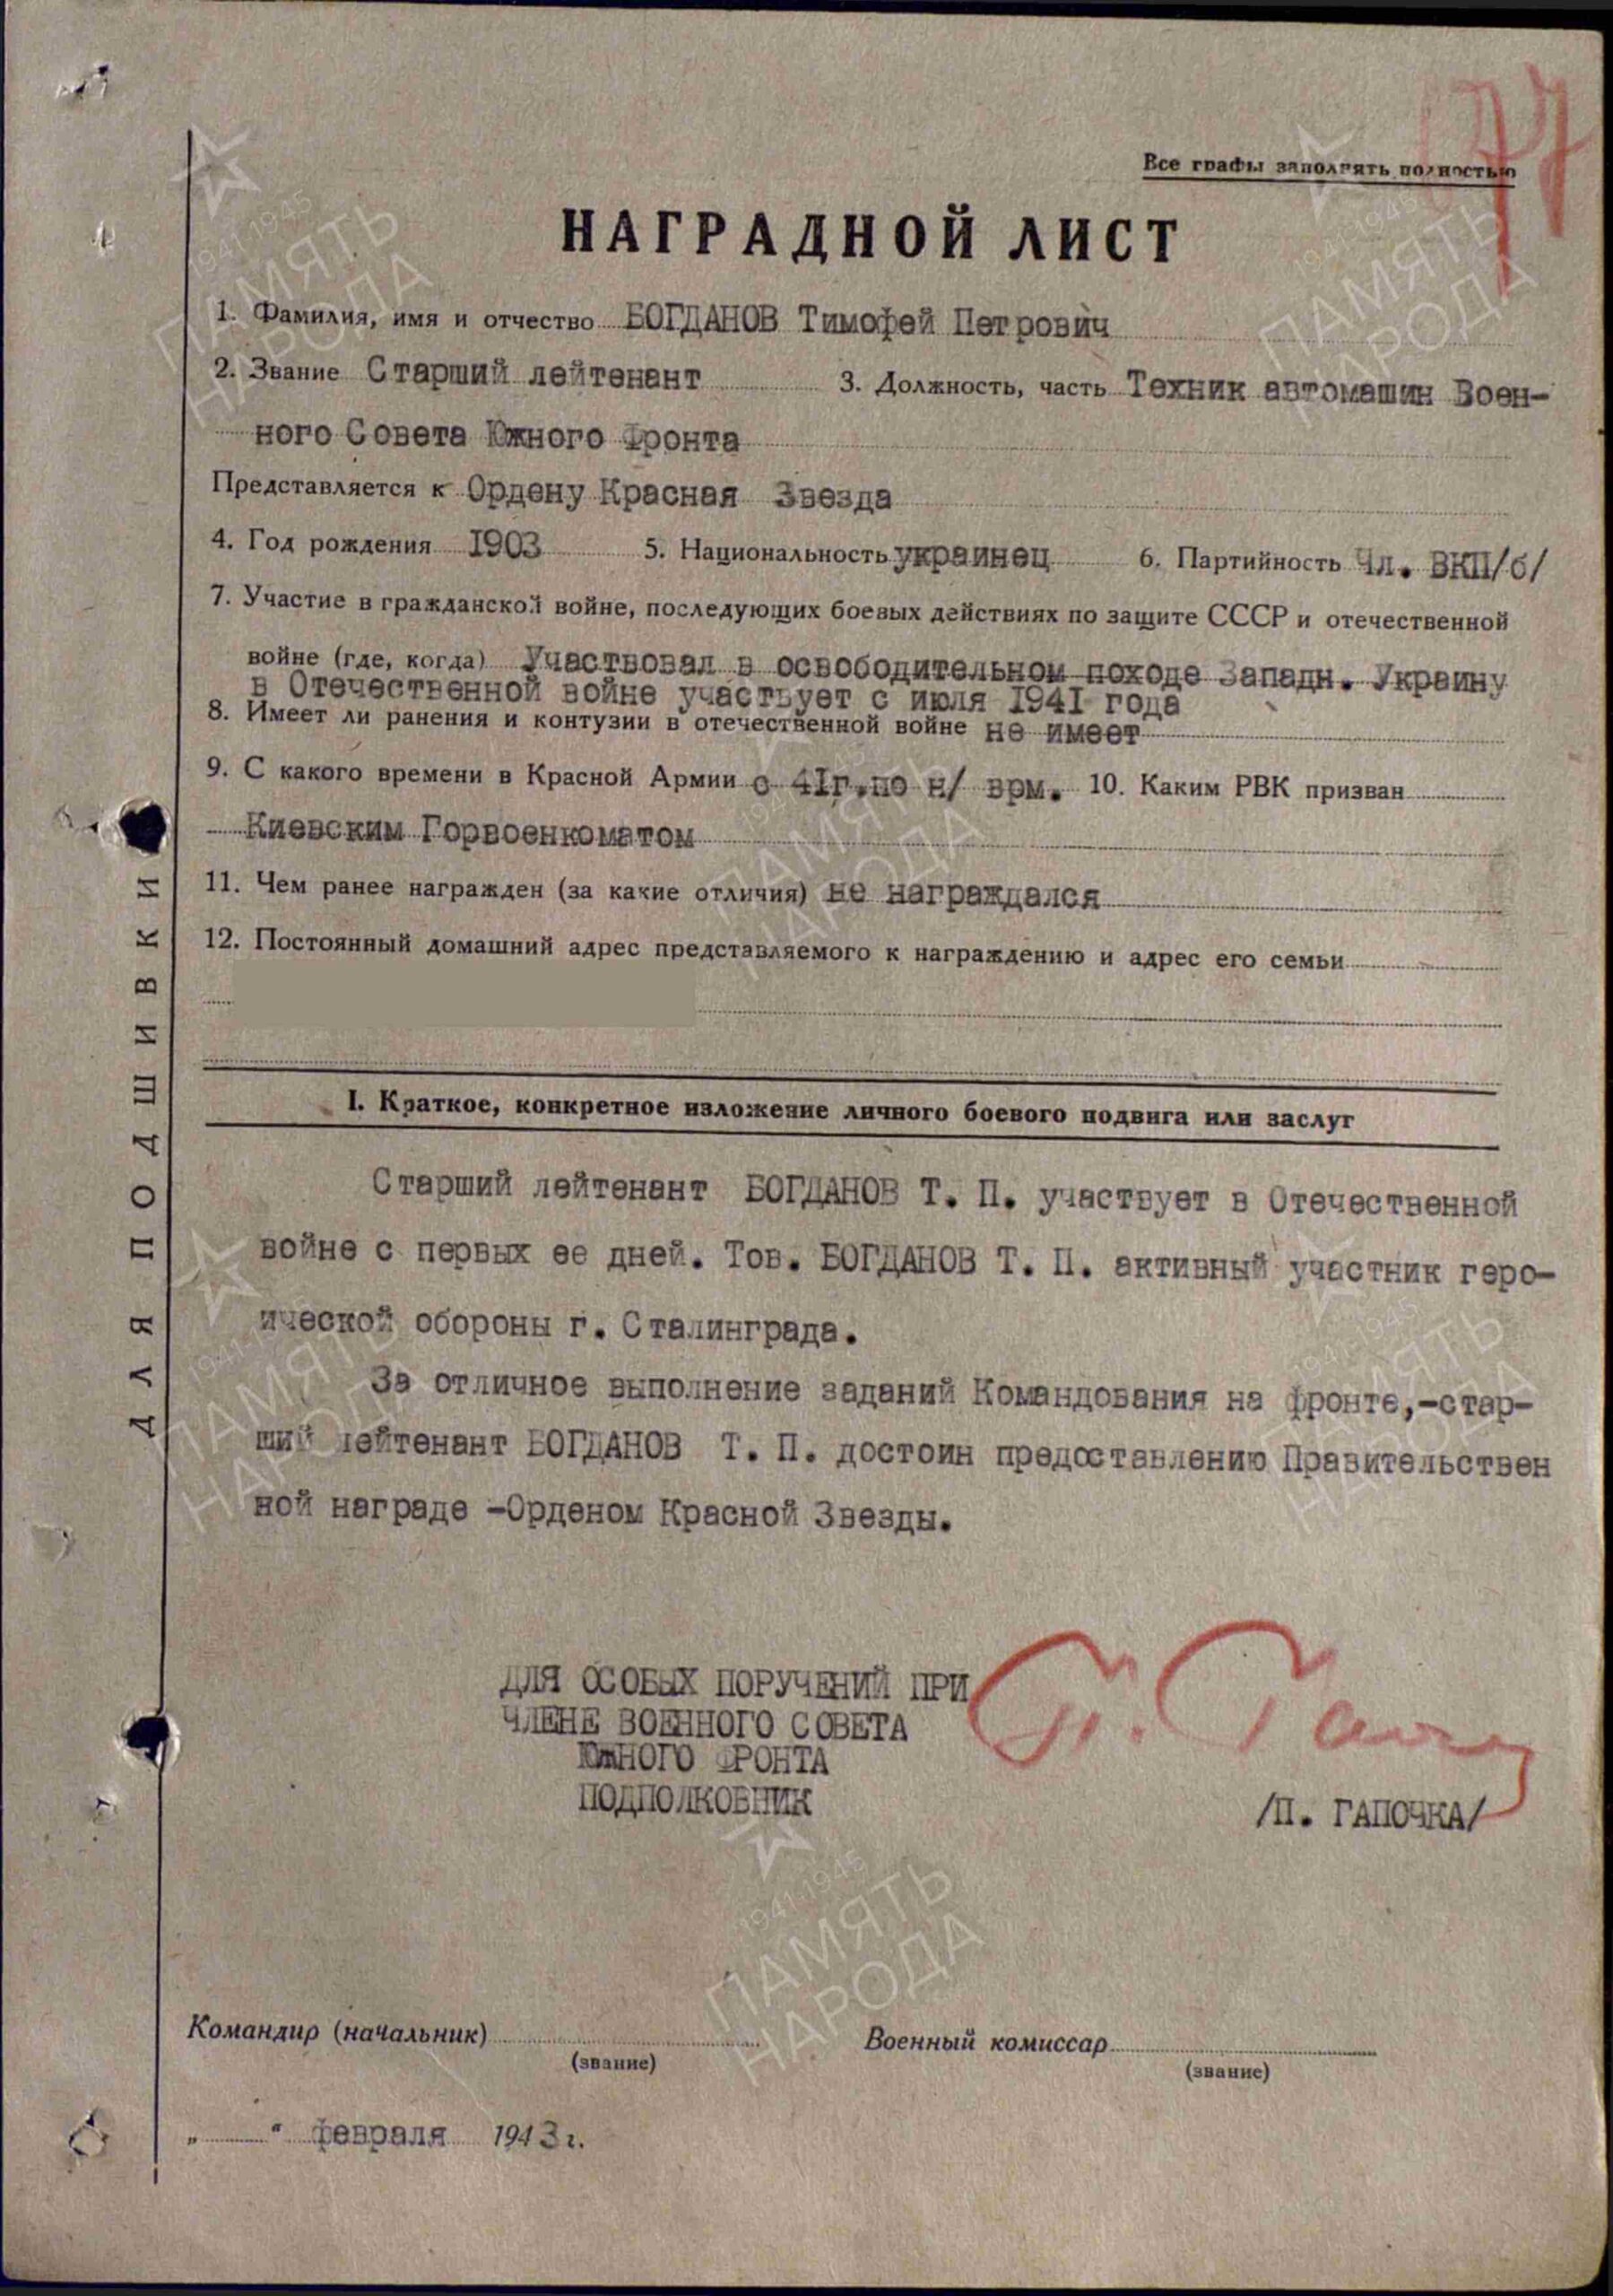 177
Все графы заполнять полностью
НАГРАДНОЙ ЛИСТ
1. Фамилия, имя и отчество БОГДАНОВ Тимофей Петрович
2. Звание Старший лейтенант 3. Должность, часть Техник автомашин Воен-
ного Совета Южного Фронта
Представляется к Ордену Красная Звезда
4. Год рождения 1903 5. Национальность украинец 6. Партийность Чл. ВКП/б/
7. Участие в гражданской войне, последующих боевых действиях по защите СССР и отечественной
войне (где, когда) Участвовал в освободительном походе Западн. Украину
в Отечественной войне участвует с июля 1941 года
8. Имеет ли ранения и контузии в отечественной войне не имеет
9. С какого времени в Красной Армии с 41г.по н/ врм. 10. Каким РВК призван
Киевским Горвоенкоматом
11. Чем ранее награжден (за какие отличия) не награждался
12. Постоянный домашний адрес представляемого к награждению и адрес его семьи
I. Краткое, конкретное изложение личного боевого подвига или заслуг
Старший лейтенант БОГДАНОВ Т. П. участвует в Отечественной
войне с первых ее дней. Тов. БОГДАНОВ Т. П. активный участник геро-
ической обороны г. Сталинграда.
За отличное выполнение заданий Командования на фронте,-стар-
ший лейтенант БОГДАНОВ Т. П. достоин предоставлению Правительствен
ной награде -Орденом Красной Звезды.
ДЛЯ ОСОБЫХ ПОРУЧЕНИЙ ПРИ
ЧЛЕНЕ ВОЕННОГО СОВЕТА
ЮЖНОГО ФРОНТА
ПОДПОЛКОВНИК
/П. ГАПОЧКА/
Командир (начальник)
(звание)
Военный комиссар
(звание)
„ “ февраля 1943 г.
ДЛЯ ПОДШИВКИ
1941-1945
ПАМЯТЬ
НАРОДА